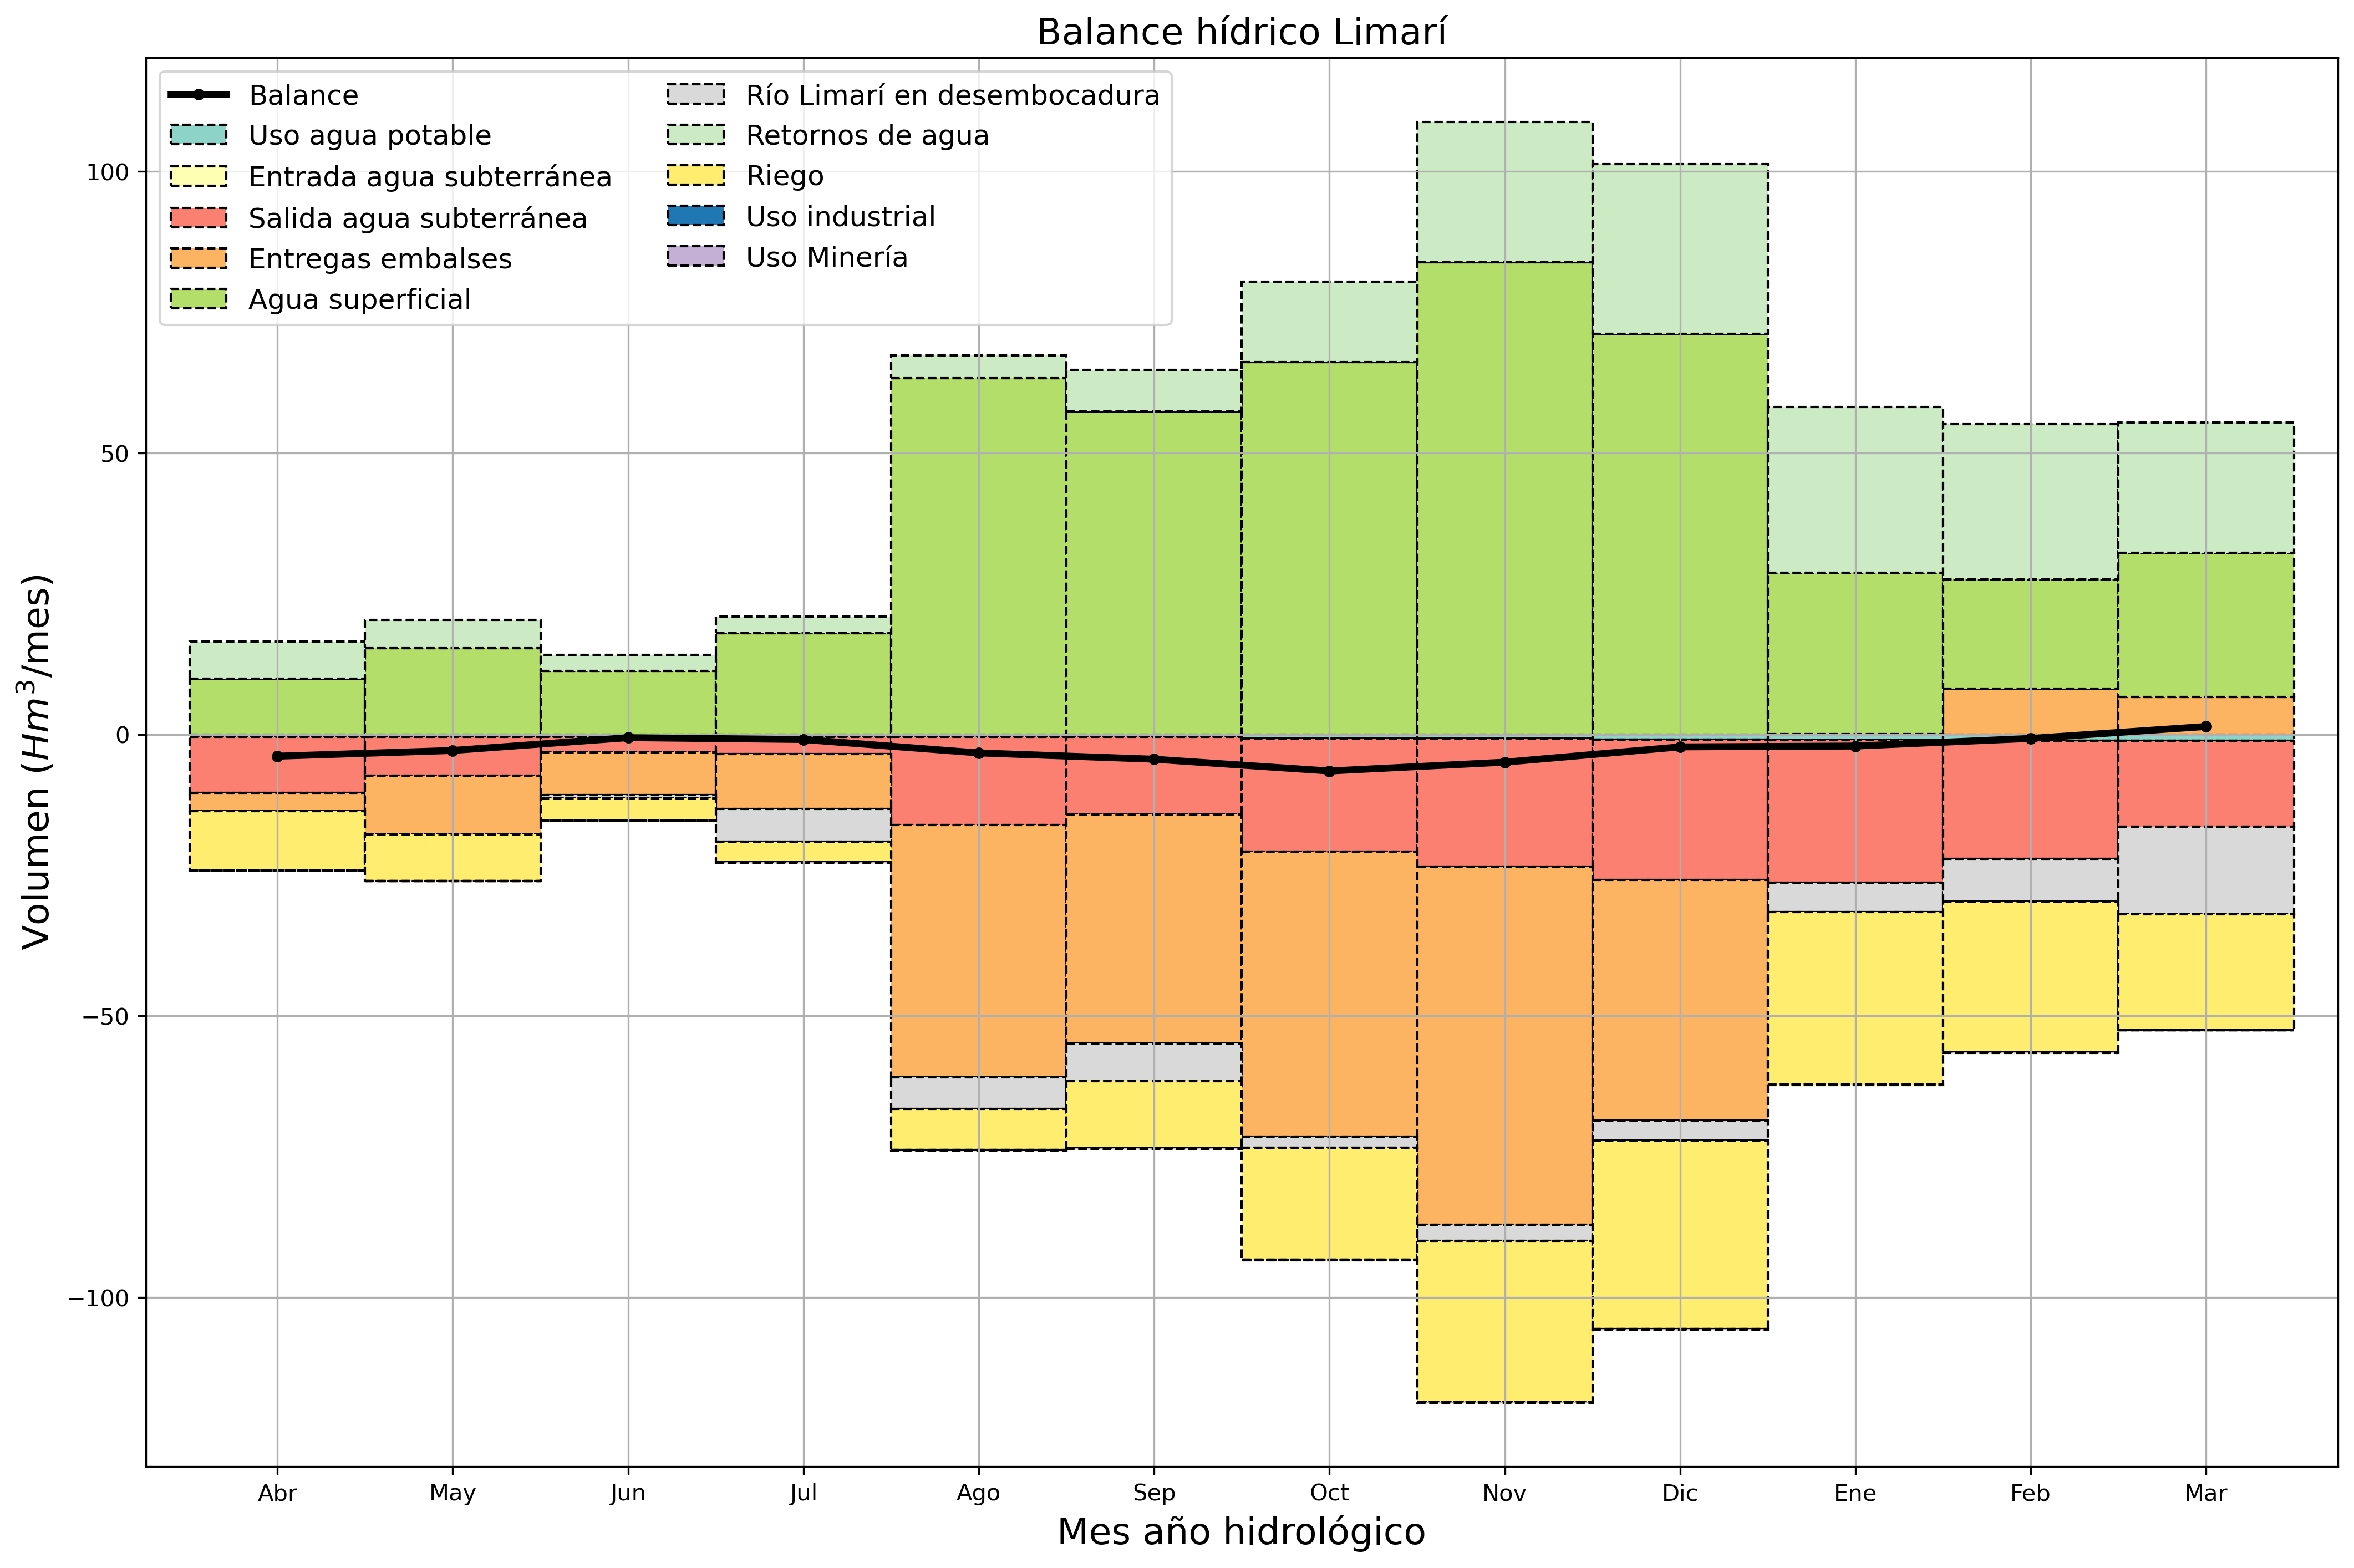 Balance hídrico Limarí
Balance
Uso agua potable
Entrada agua subterránea
Salida agua subterránea
Entregas embalses
Agua superficial
Río Limarí en desembocadura
Retornos de agua
Riego
Uso industrial
Uso Minería
Volumen (Hm³/mes)
100
50
0
−50
−100
Abr May Jun Jul Ago Sep Oct Nov Dic Ene Feb Mar
Mes año hidrológico